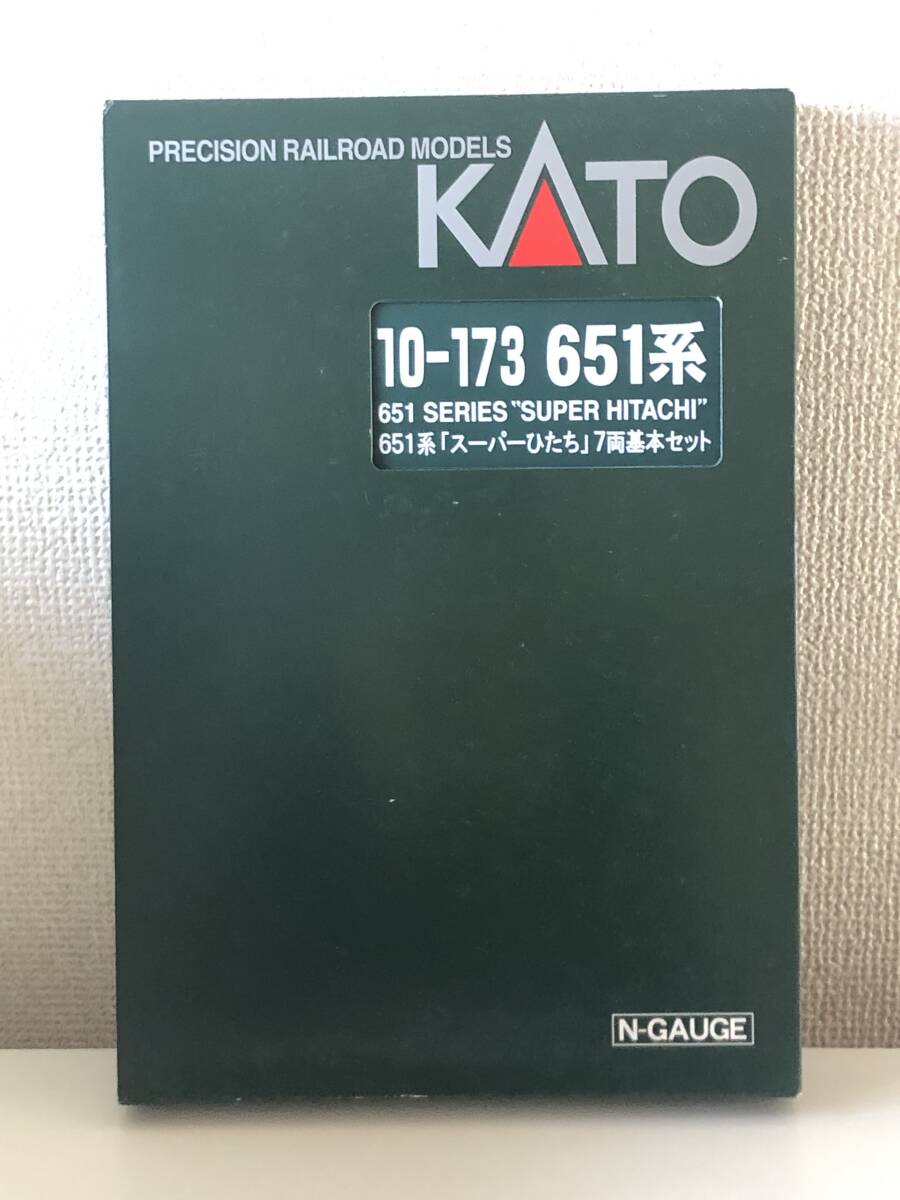 PRECISION RAILROAD MODELS
KATO
10-173 651系
651 SERIES "SUPER HITACHI"
651系「スーパーひたち」7両基本セット
N-GAUGE